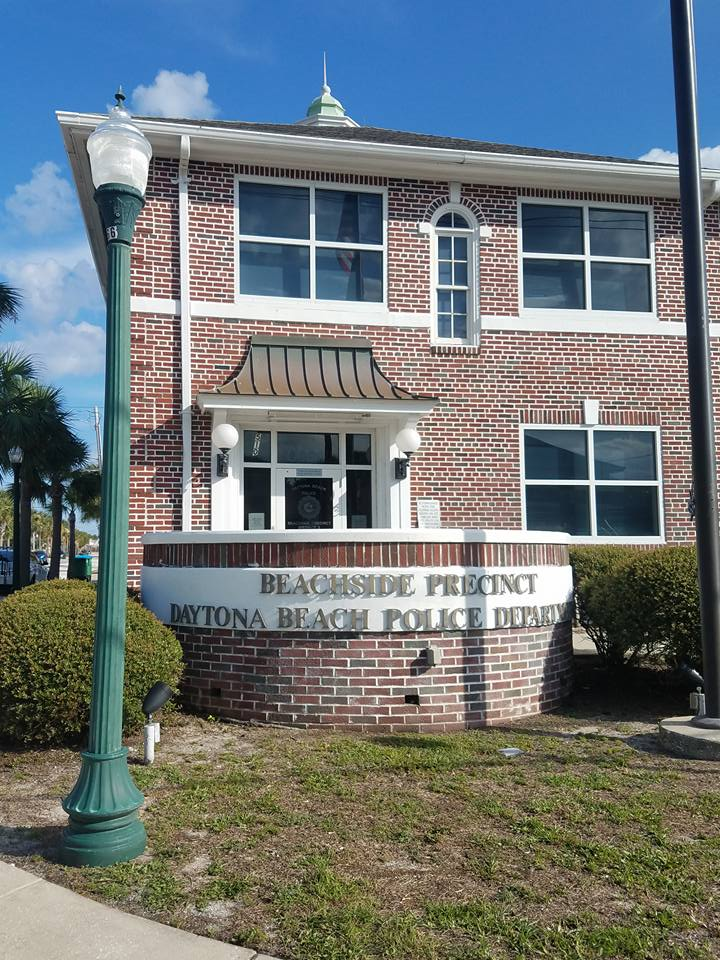 BEACHSIDE PRECINCT
DAYTONA BEACH POLICE DEPARTM